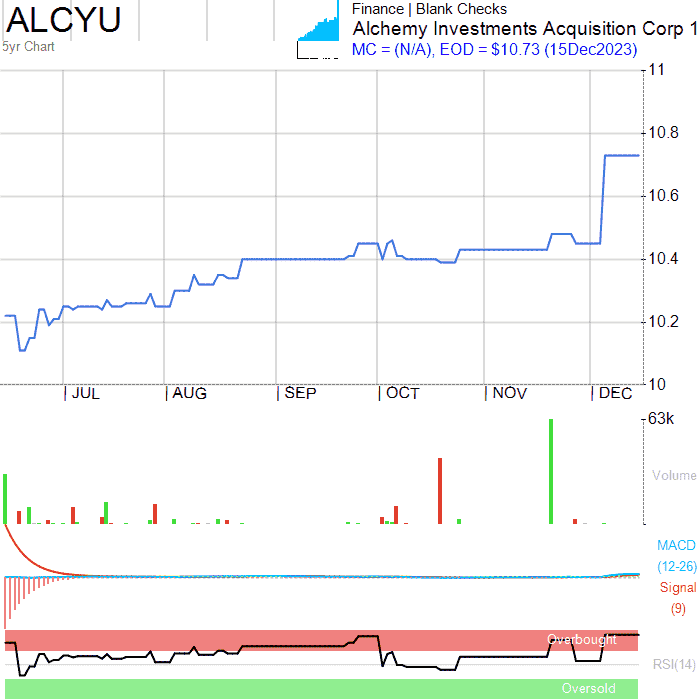 ALCYU
5yr Chart
Finance | Blank Checks
Alchemy Investments Acquisition Corp 1
MC = (N/A), EOD = $10.73 (15Dec2023)
11
10.8
10.6
10.4
10.2
10
JUL AUG SEP OCT NOV DEC
63k
Volume
MACD
(12-26)
Signal
(9)
Overbought
RSI(14)
Oversold